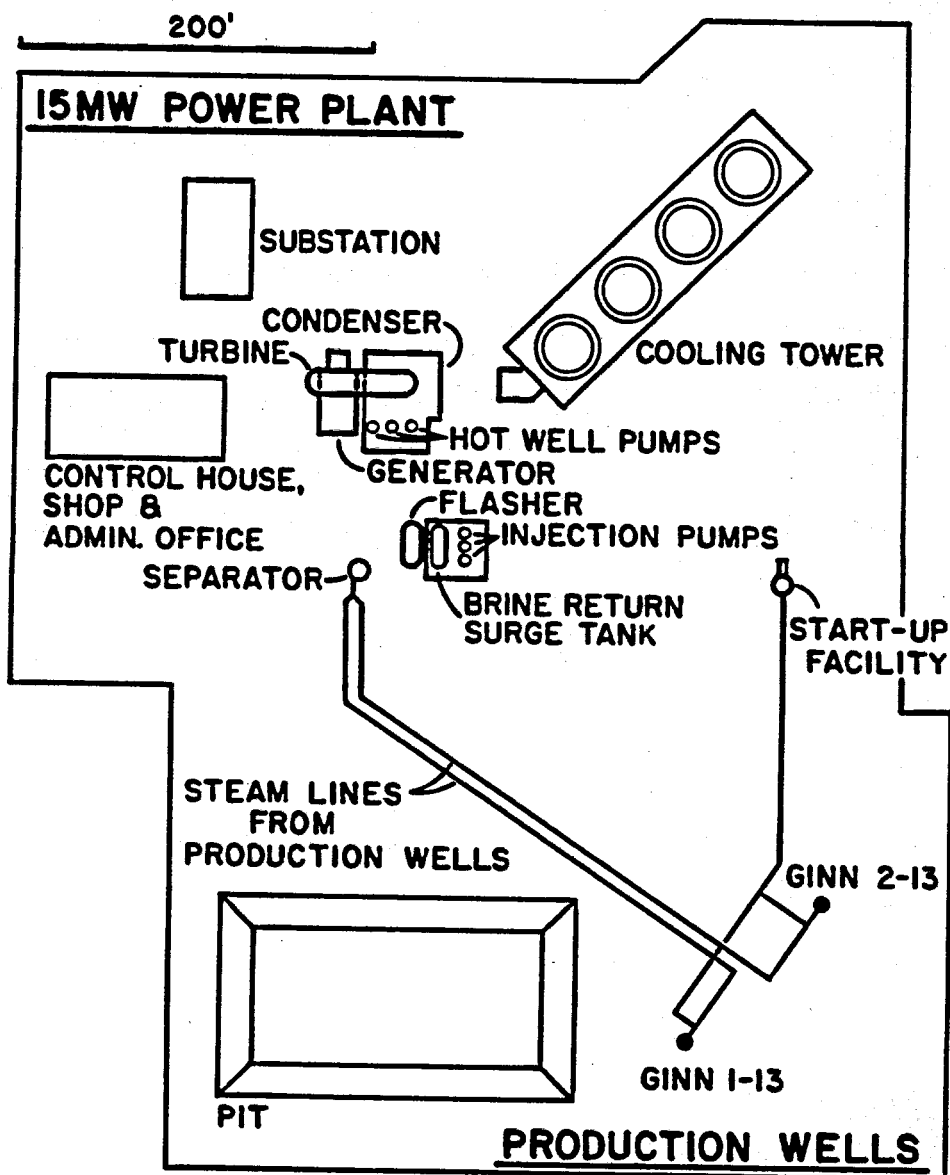 200'
15MW POWER PLANT
SUBSTATION
CONDENSER
TURBINE
COOLING TOWER
HOT WELL PUMPS
GENERATOR
CONTROL HOUSE,
SHOP &
ADMIN. OFFICE
FLASHER
INJECTION PUMPS
SEPARATOR
BRINE RETURN
SURGE TANK
START-UP
FACILITY
STEAM LINES
FROM
PRODUCTION WELLS
GINN 2-13
GINN 1-13
PIT
PRODUCTION WELLS